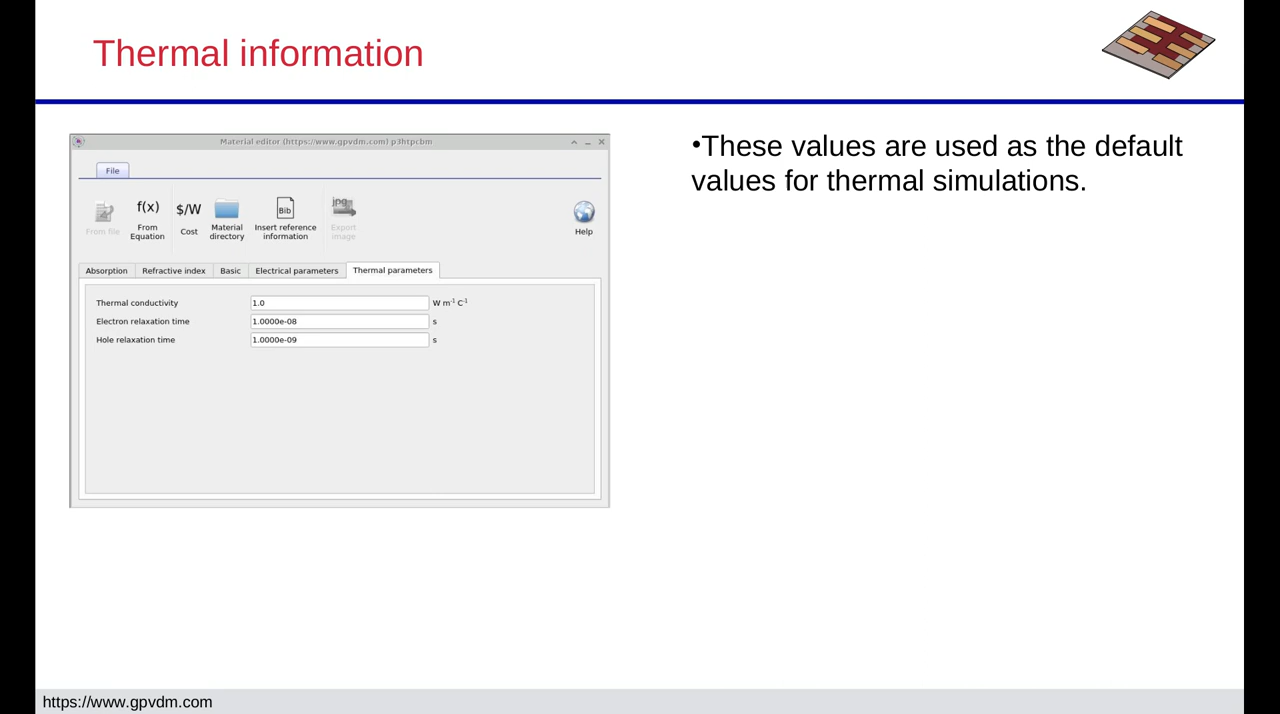 Thermal information
Material editor (https://www.gpvdm.com) p3htpcbm
File
From file
f(x)
From
Equation
$/W
Cost
Material
directory
Bib
Insert reference
information
jpg
Export
image
Help
Absorption
Refractive index
Basic
Electrical parameters
Thermal parameters
Thermal conductivity 1.0 W m⁻¹ C⁻¹
Electron relaxation time 1.0000e-08 s
Hole relaxation time 1.0000e-09 s
•These values are used as the default
values for thermal simulations.
https://www.gpvdm.com